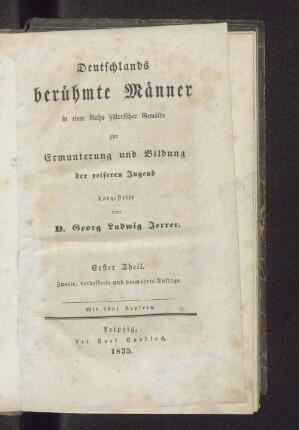 Deutschlands
berühmte Männer
in einer Reihe historischer Gemälde
zur
Ermunterung und Bildung
der reiferen Jugend
dargestellt
von
D. Georg Ludwig Jerrer.
Erster Theil.
Zweite, verbesserte und vermehrte Auflage.
Mit fünf Kupfern
Leipzig,
bei Carl Cnobloch.
1835.